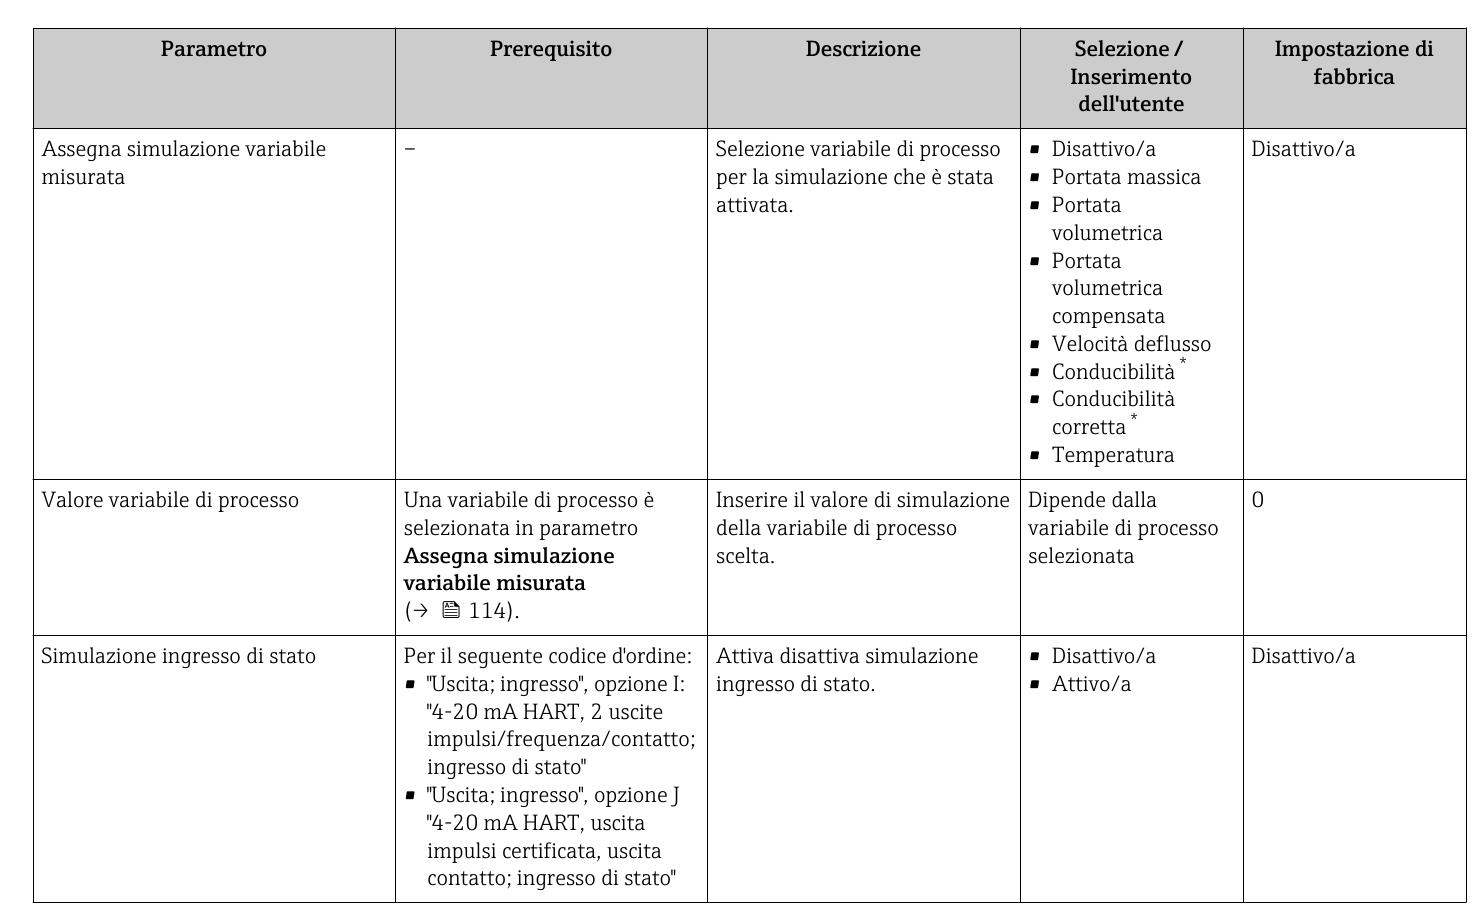 Parametro
Prerequisito
Descrizione
Selezione /
Inserimento
dell'utente
Impostazione di
fabbrica
Assegna simulazione variabile
misurata
–
Selezione variabile di processo
per la simulazione che è stata
attivata.
▪ Disattivo/a
▪ Portata massica
▪ Portata
volumetrica
▪ Portata
volumetrica
compensata
▪ Velocità deflusso
▪ Conducibilità *
▪ Conducibilità
corretta *
▪ Temperatura
Disattivo/a
Valore variabile di processo
Una variabile di processo è
selezionata in parametro
Assegna simulazione
variabile misurata
(→ 114).
Inserire il valore di simulazione
della variabile di processo
scelta.
Dipende dalla
variabile di processo
selezionata
0
Simulazione ingresso di stato
Per il seguente codice d'ordine:
▪ "Uscita; ingresso", opzione I:
"4-20 mA HART, 2 uscite
impulsi/frequenza/contatto;
ingresso di stato"
▪ "Uscita; ingresso", opzione J
"4-20 mA HART, uscita
impulsi certificata, uscita
contatto; ingresso di stato"
Attiva disattiva simulazione
ingresso di stato.
▪ Disattivo/a
▪ Attivo/a
Disattivo/a